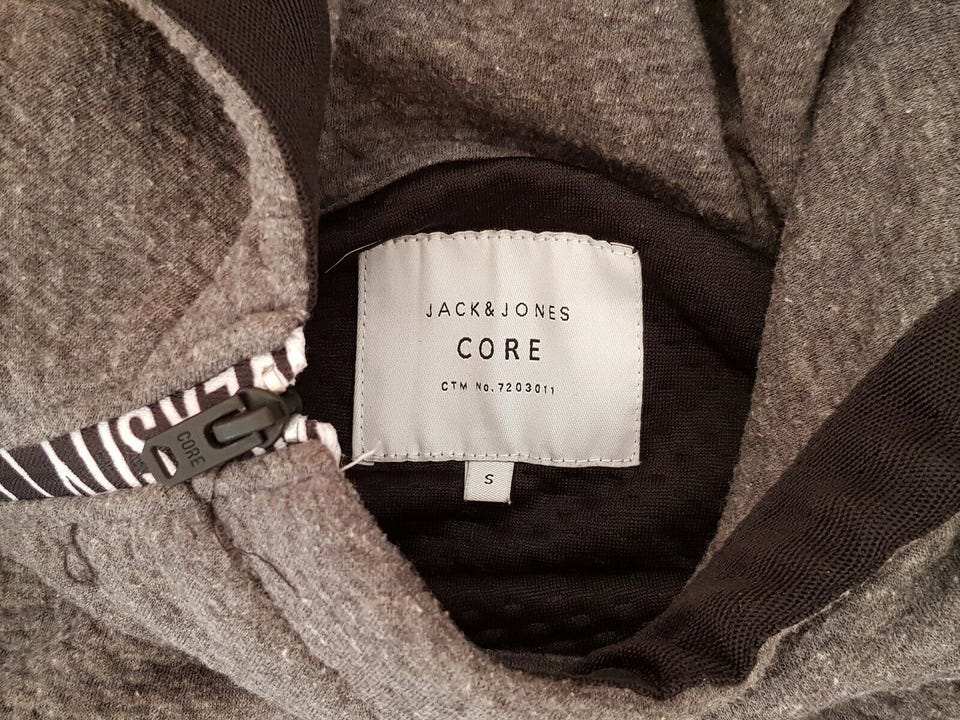 JACK&JONES
CORE
CTM No. 7203011
S
CORE